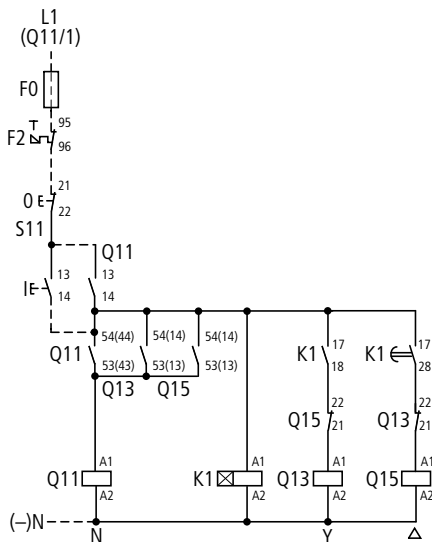 L1
(Q11/1)
F0
95
F2
96
21
0
22
S11
Q11
13
13
I
14
14
54(44)
54(14)
54(14)
17
17
Q11
K1
K1
53(43)
53(13)
53(13)
18
28
Q13
Q15
22
22
Q15
Q13
21
21
A1
A1
A1
A1
Q11
K1
Q13
Q15
A2
A2
A2
A2
(–)N
N
Y
Δ